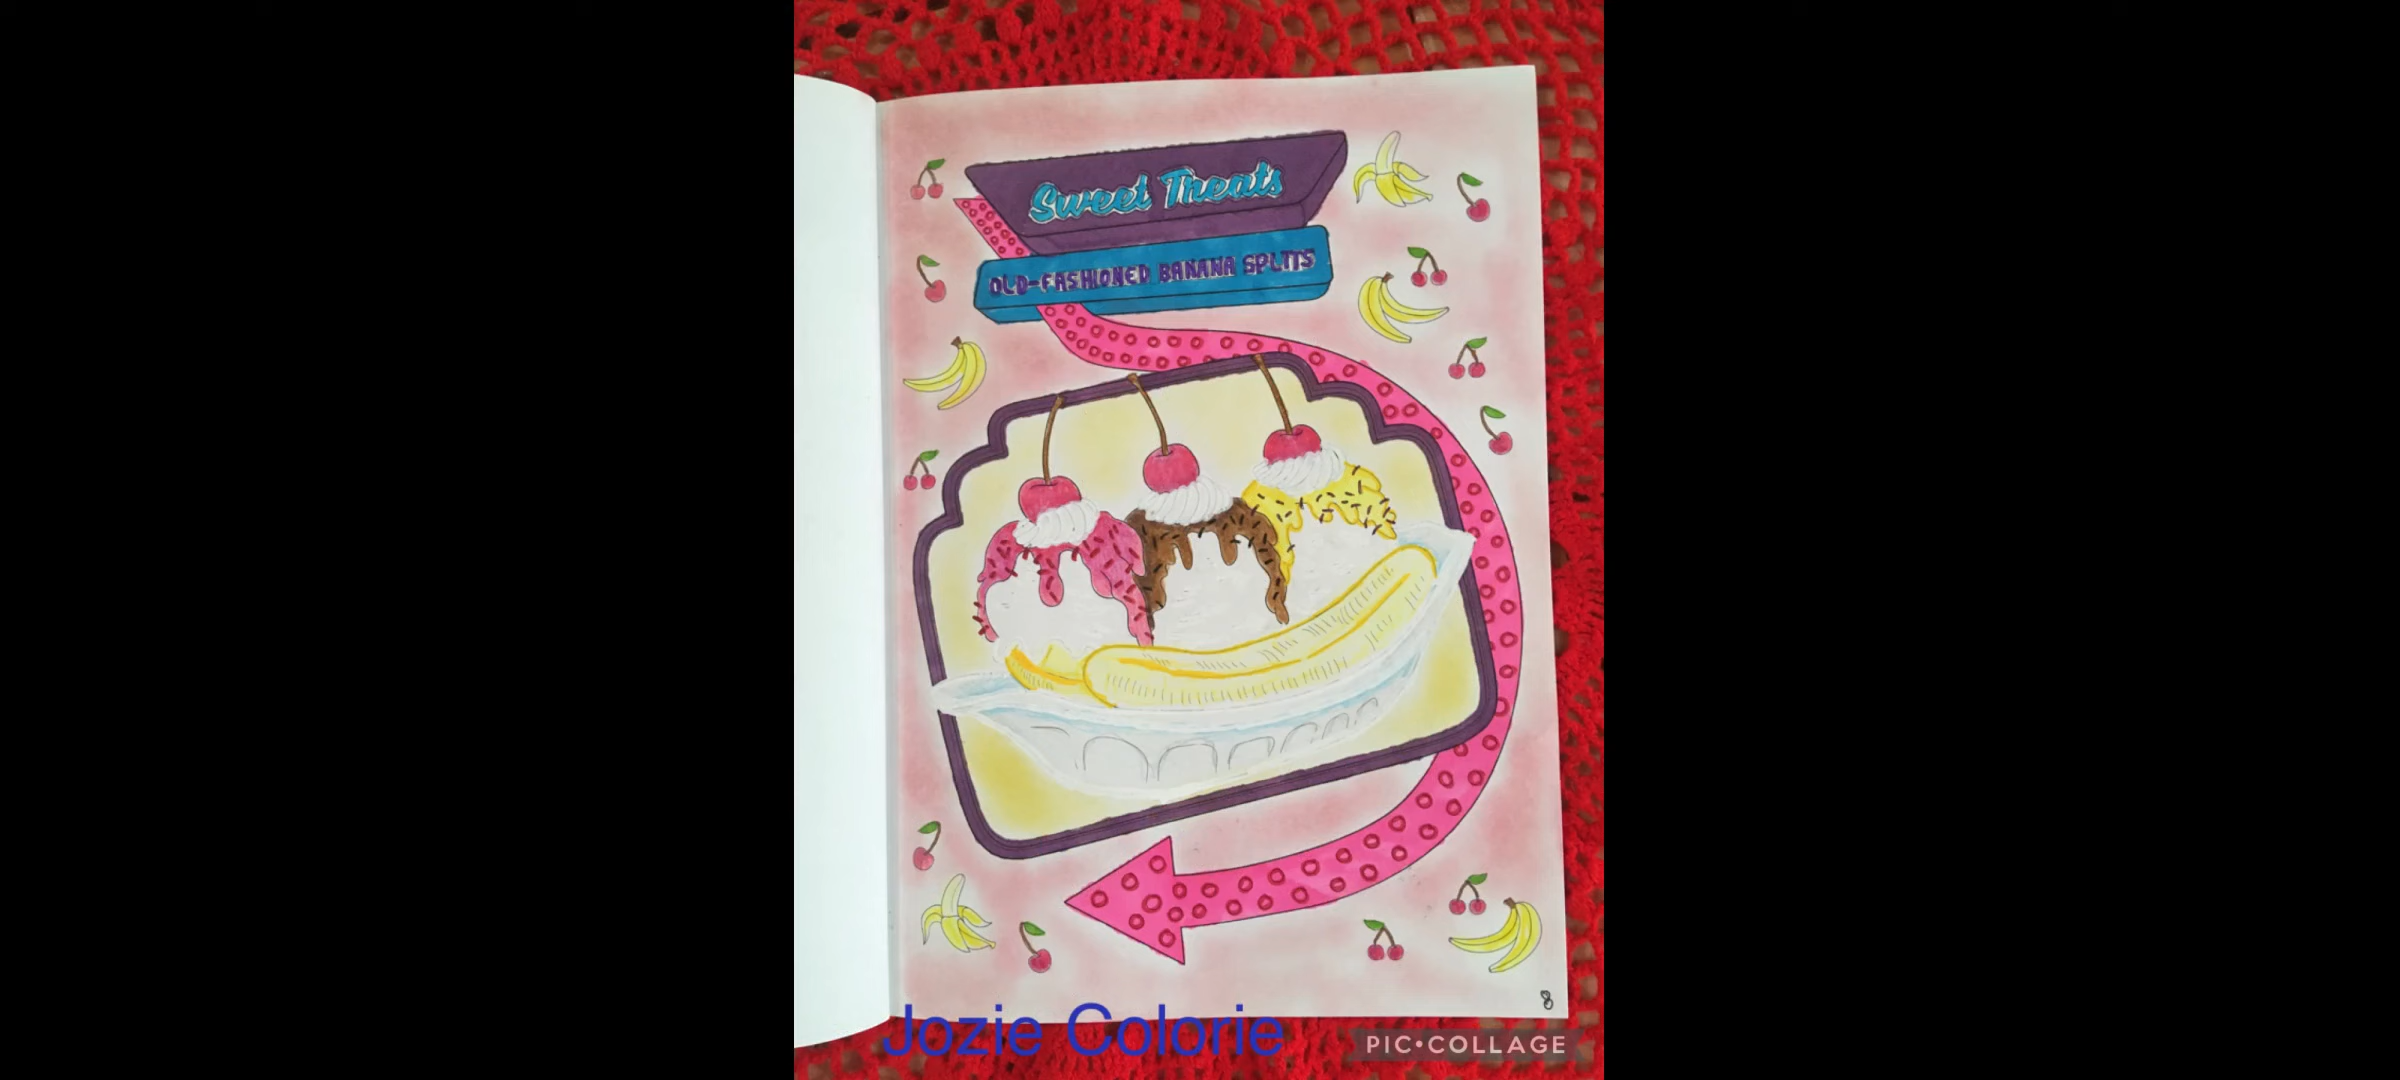 Sweet Treats
OLD-FASHIONED BANANA SPLITS
8
Jozie Colorie
PIC•COLLAGE